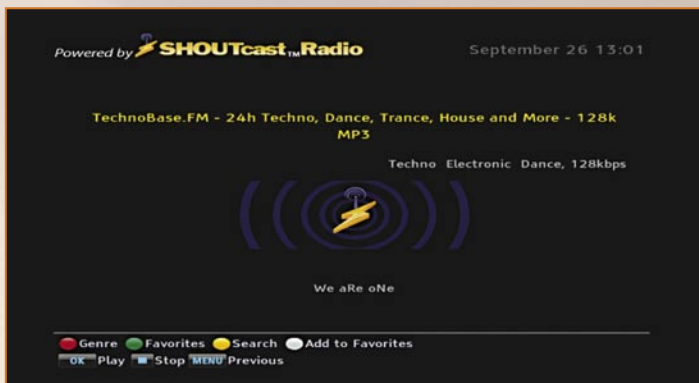 Powered by SHOUTcast™ Radio September 26 13:01
TechnoBase.FM - 24h Techno, Dance, Trance, House and More - 128k
MP3
Techno Electronic Dance, 128kbps
We aRe oNe
Genre Favorites Search Add to Favorites
OK Play Stop MENU Previous